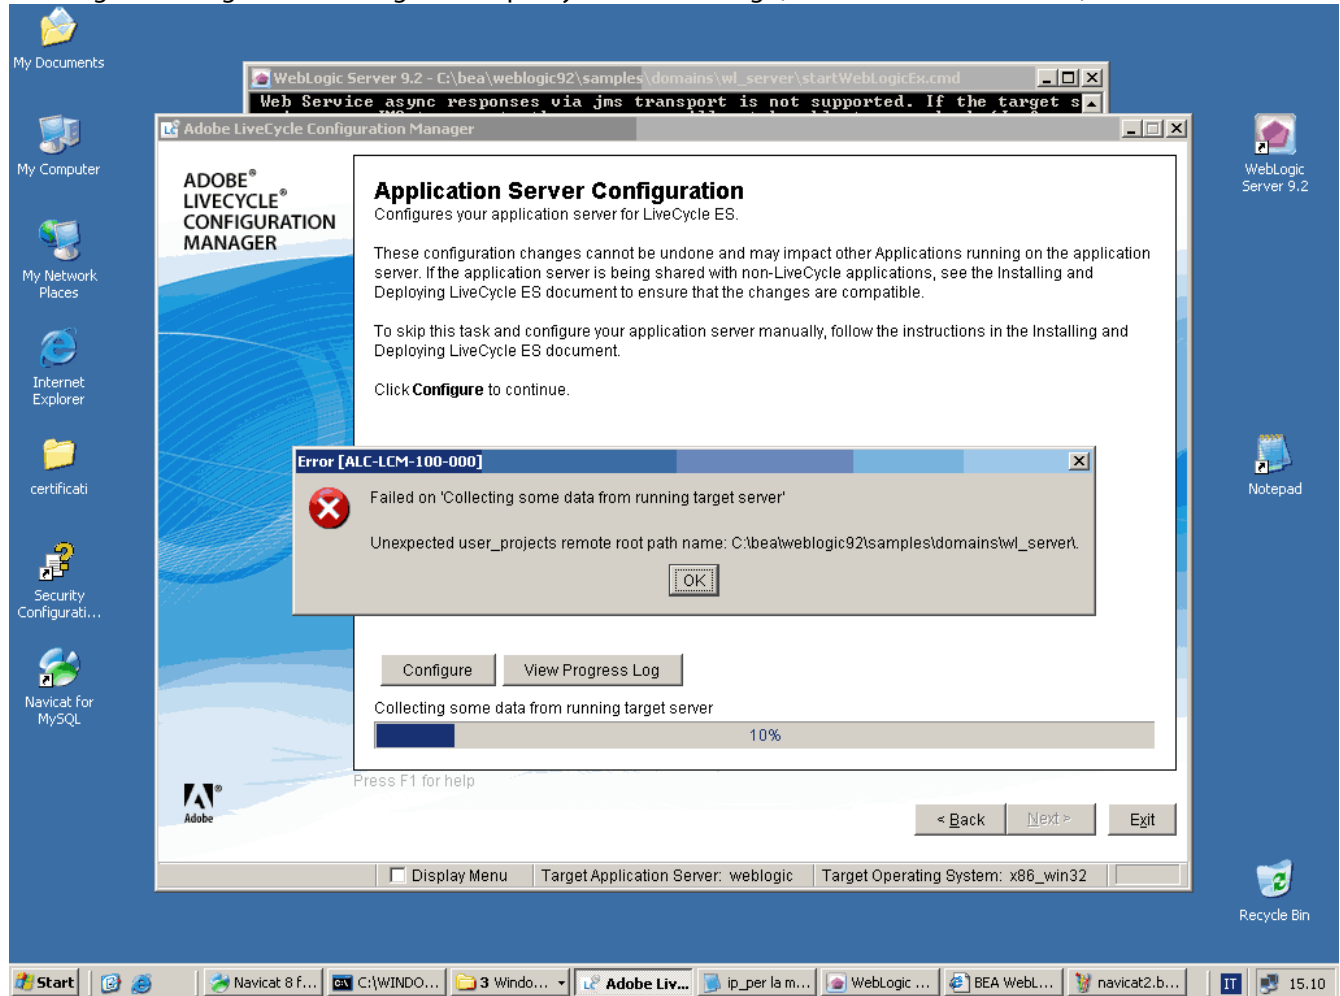 My Documents
WebLogic Server 9.2 - C:\bea\weblogic92\samples\domains\wl_server\startWebLogicEx.cmd
Web Service async responses via jms transport is not supported. If the target s
Adobe LiveCycle Configuration Manager
My Computer
WebLogic
Server 9.2
ADOBE®
LIVECYCLE®
CONFIGURATION
MANAGER
Application Server Configuration
Configures your application server for LiveCycle ES.
These configuration changes cannot be undone and may impact other Applications running on the application
server. If the application server is being shared with non-LiveCycle applications, see the Installing and
Deploying LiveCycle ES document to ensure that the changes are compatible.
To skip this task and configure your application server manually, follow the instructions in the Installing and
Deploying LiveCycle ES document.
Click Configure to continue.
My Network
Places
Internet
Explorer
certificati
Security
Configurati...
Navicat for
MySQL
Notepad
Error [ALC-LCM-100-000]
Failed on 'Collecting some data from running target server'
Unexpected user_projects remote root path name: C:\bea\weblogic92\samples\domains\wl_server\.
OK
Configure
View Progress Log
Collecting some data from running target server
10%
Press F1 for help
Adobe
< Back
Next >
Exit
Display Menu
Target Application Server: weblogic
Target Operating System: x86_win32
Recycle Bin
Start
Navicat 8 f...
C:\WINDO...
3 Windo...
Adobe Liv...
ip_per la m...
WebLogic ...
BEA WebL...
navicat2.b...
IT
15.10